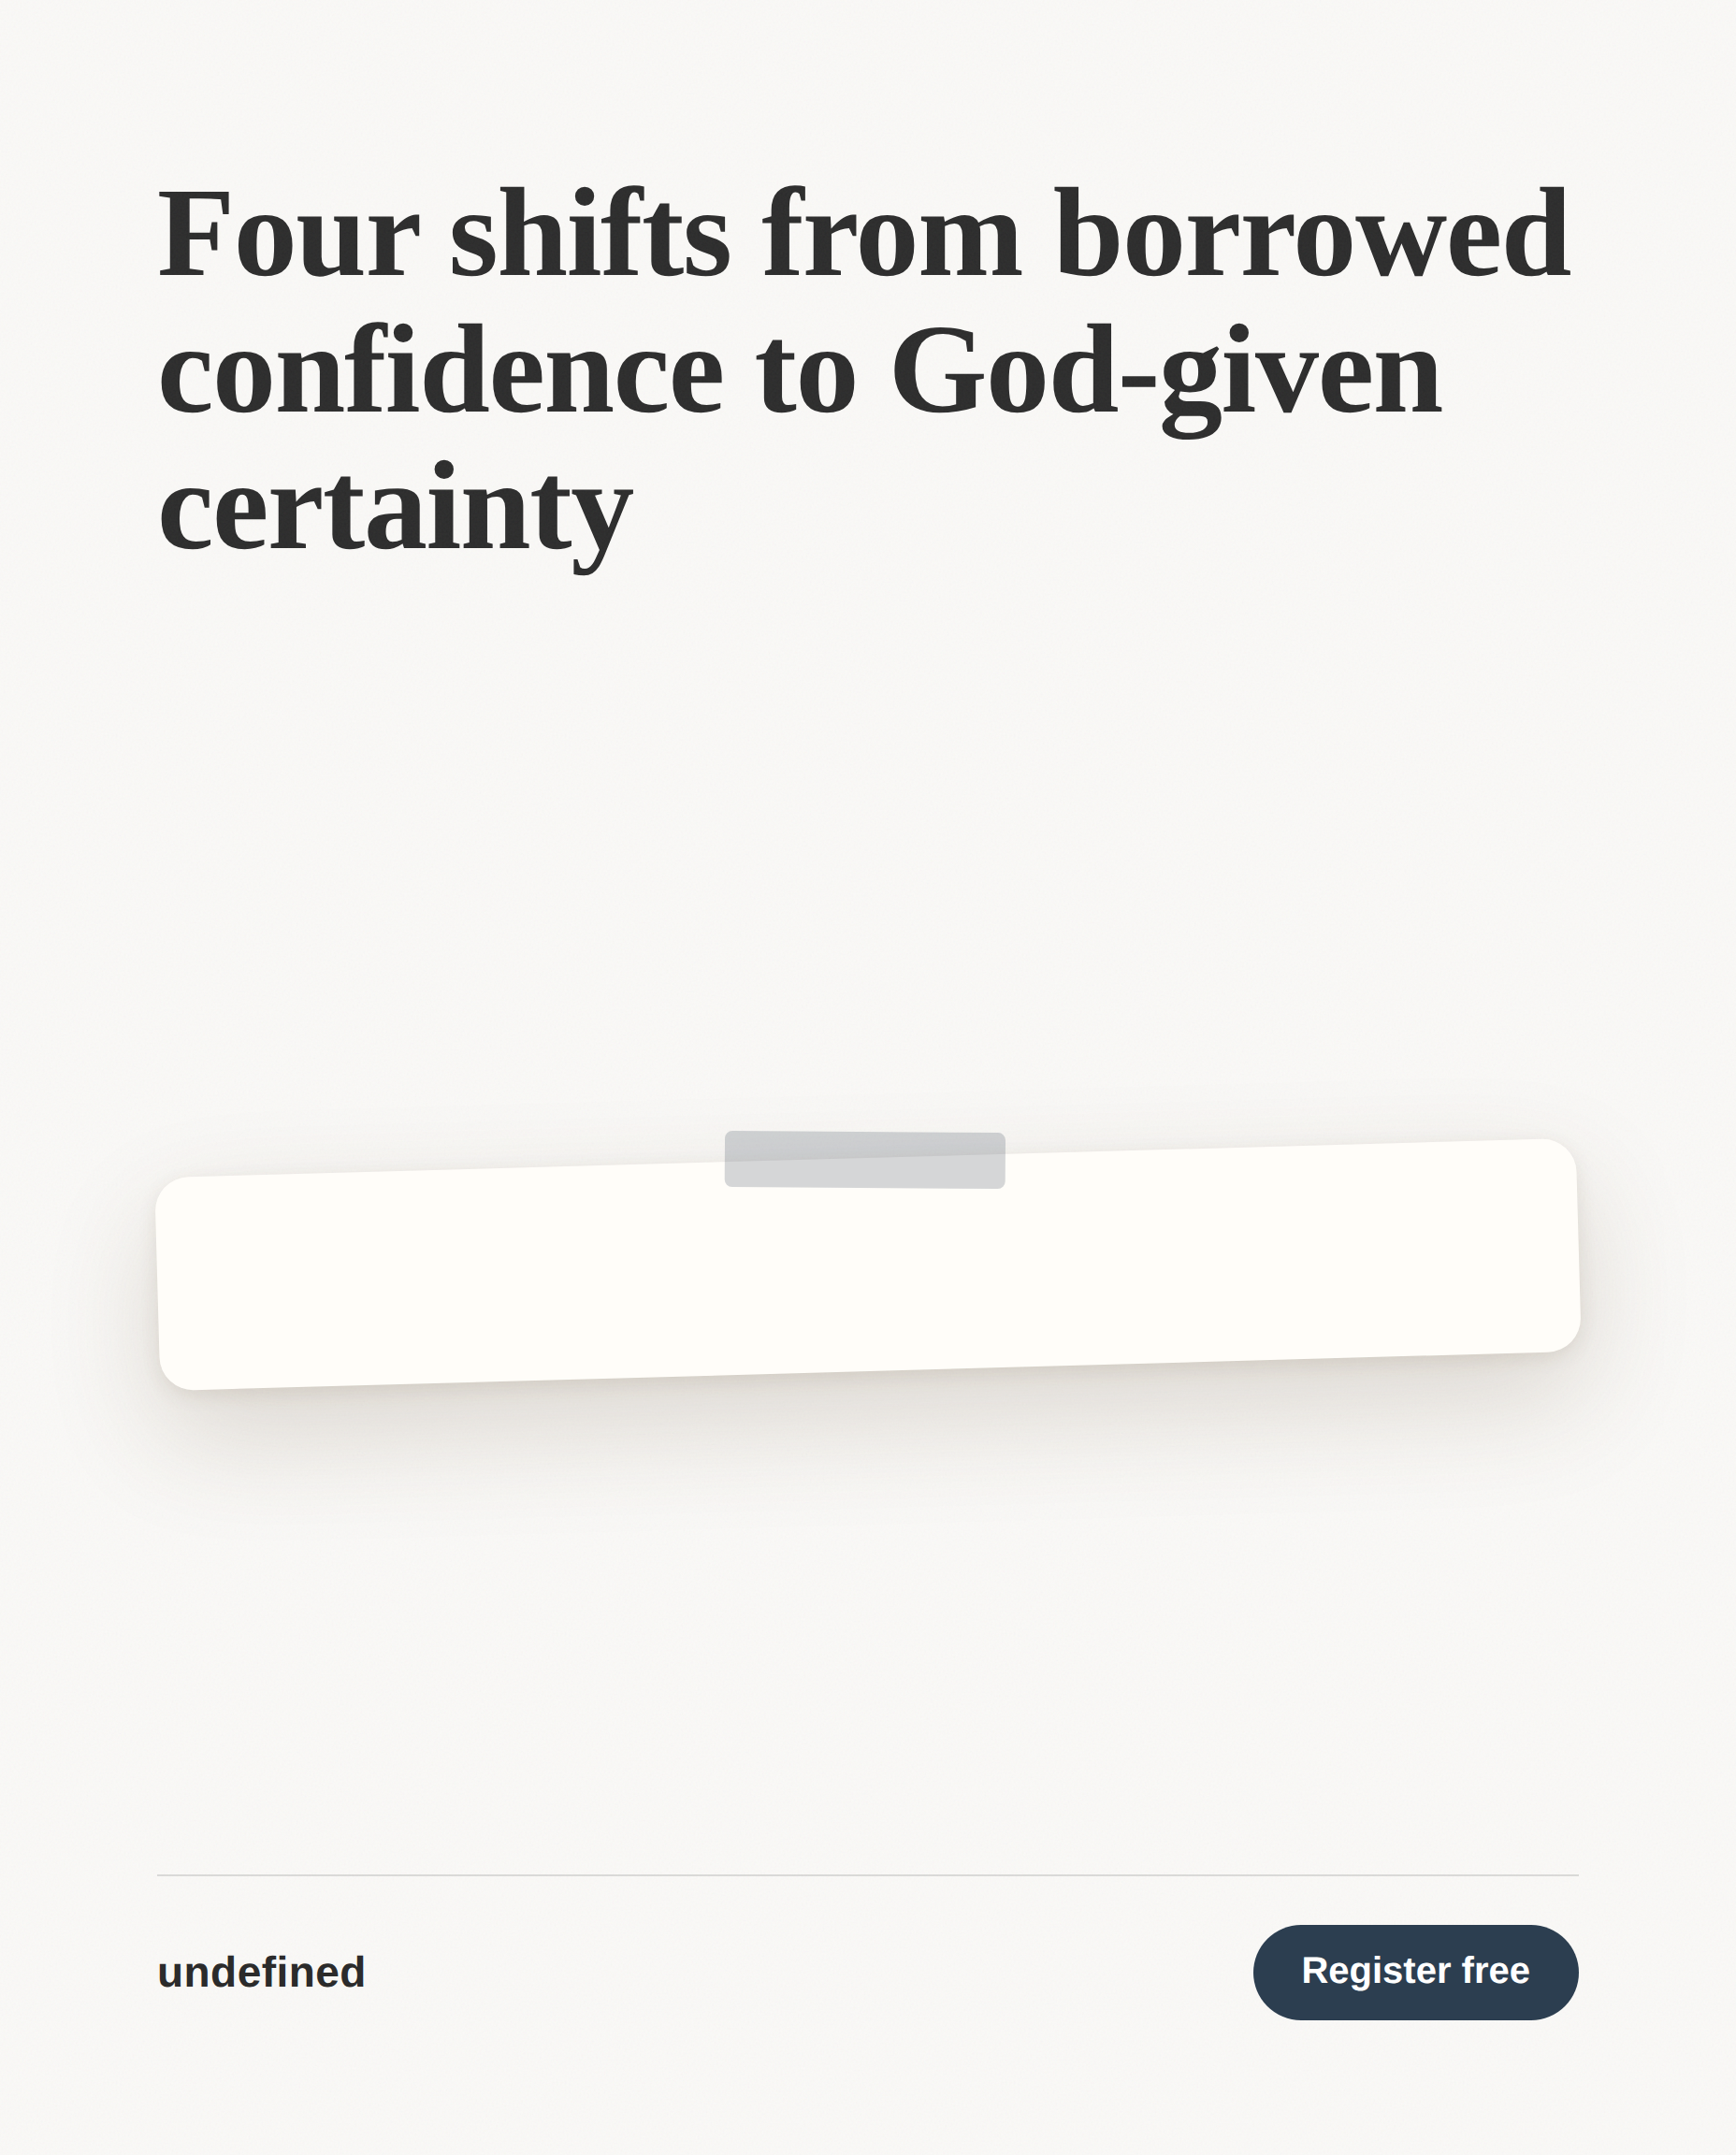 Four shifts from borrowed
confidence to God-given
certainty
undefined
Register free